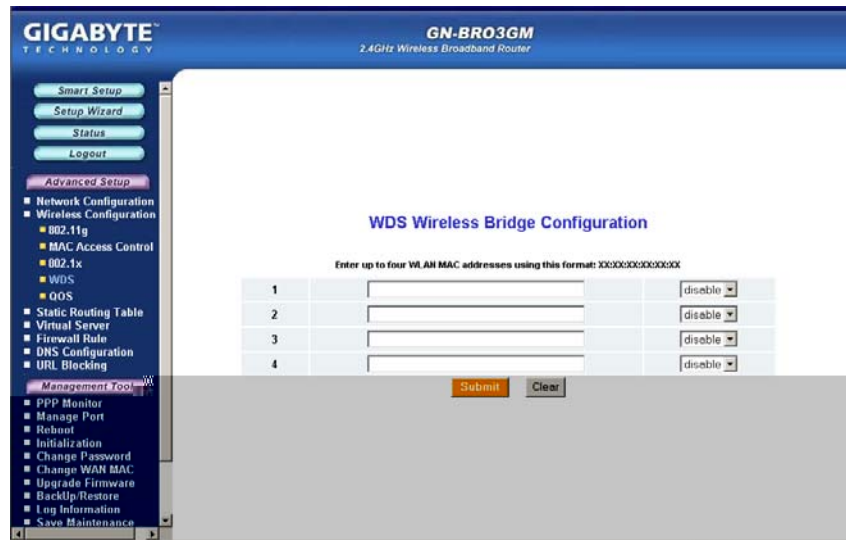 GIGABYTE™
TECHNOLOGY
GN-BR03GM
2.4GHz Wireless Broadband Router
Smart Setup
Setup Wizard
Status
Logout
Advanced Setup
Network Configuration
Wireless Configuration
802.11g
MAC Access Control
802.1x
WDS
QOS
Static Routing Table
Virtual Server
Firewall Rule
DNS Configuration
URL Blocking
Management Tool
PPP Monitor
Manage Port
Reboot
Initialization
Change Password
Change WAN MAC
Upgrade Firmware
BackUp/Restore
Log Information
Save Maintenance
WDS Wireless Bridge Configuration
Enter up to four WLAN MAC addresses using this format: XX:XX:XX:XX:XX:XX
1 disable
2 disable
3 disable
4 disable
Submit Clear